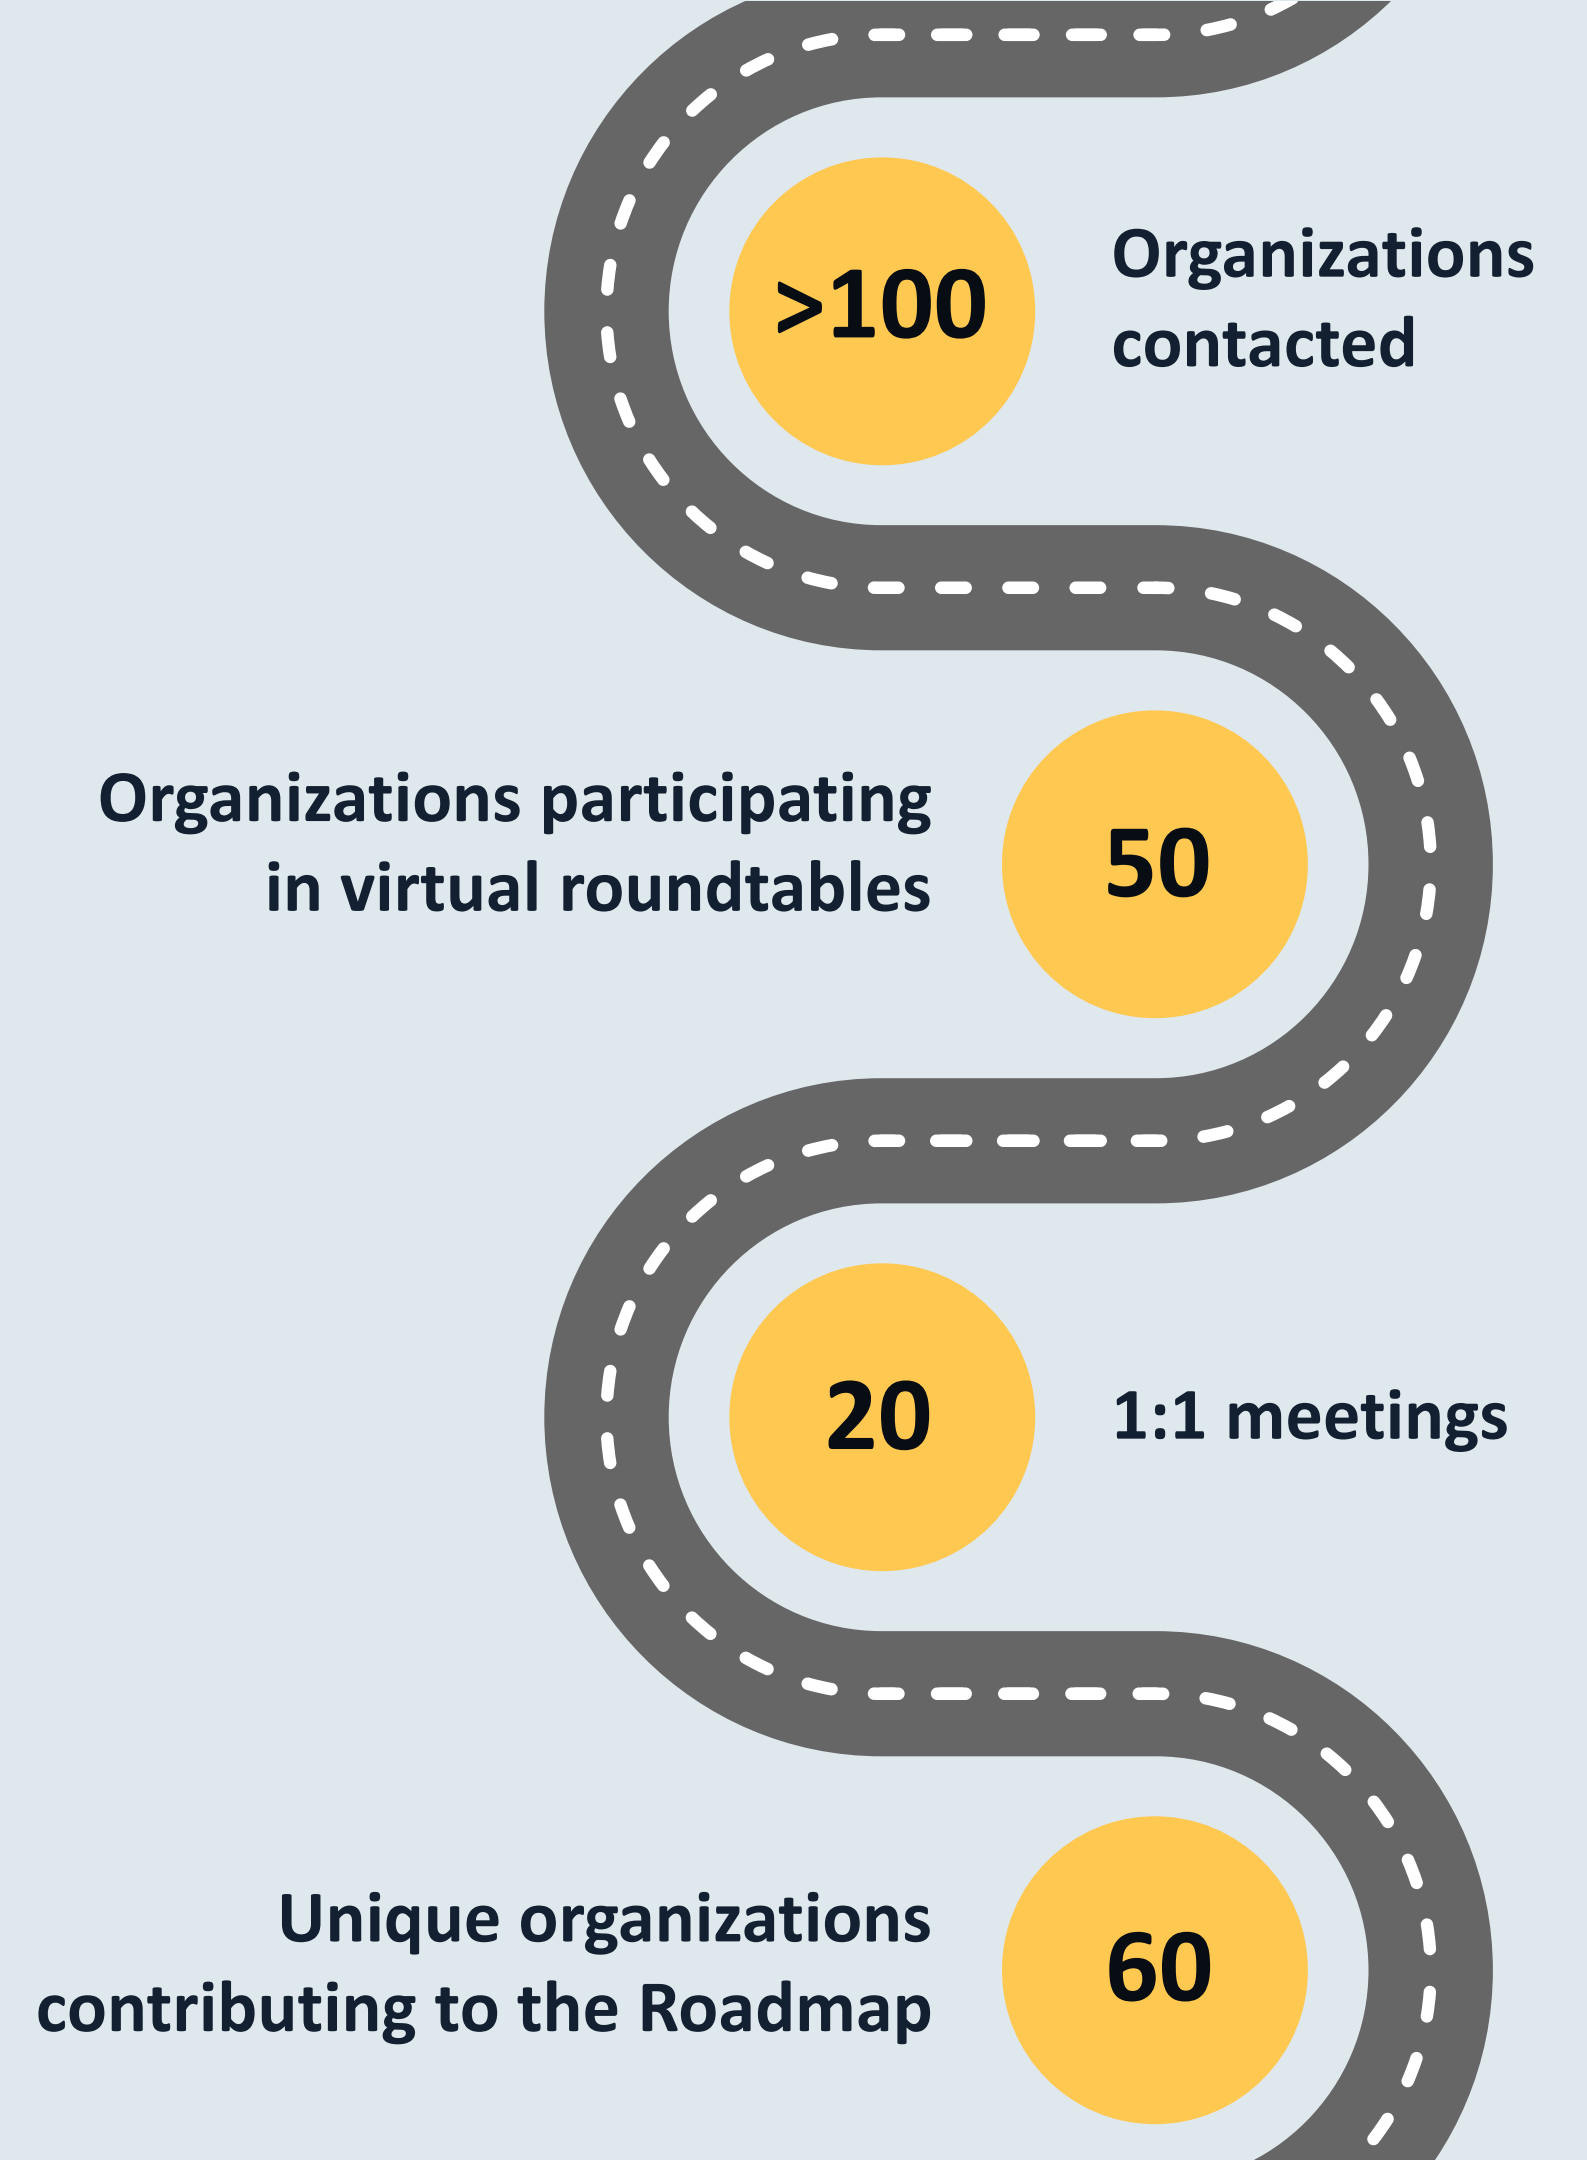 >100
Organizations
contacted
Organizations participating
in virtual roundtables
50
20
1:1 meetings
Unique organizations
contributing to the Roadmap
60